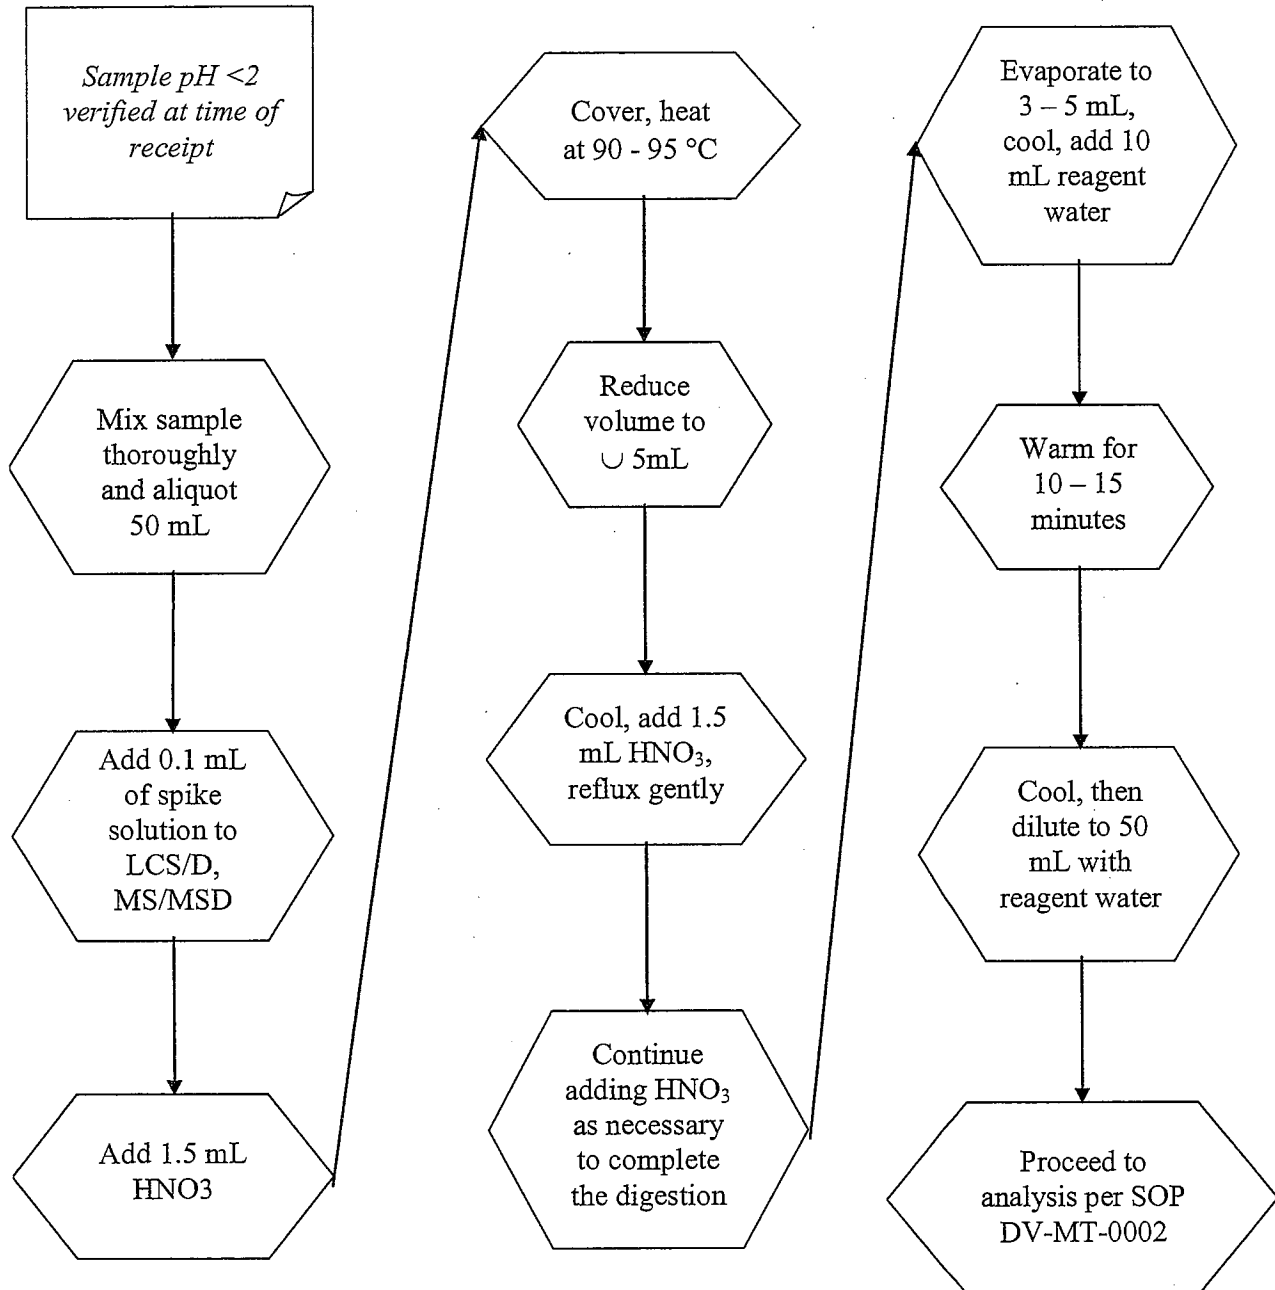 Sample pH <2
verified at time of
receipt
Mix sample
thoroughly
and aliquot
50 mL
Add 0.1 mL
of spike
solution to
LCS/D,
MS/MSD
Add 1.5 mL
HNO3
Cover, heat
at 90 - 95 °C
Reduce
volume to
∪ 5mL
Cool, add 1.5
mL HNO₃,
reflux gently
Continue
adding HNO₃
as necessary
to complete
the digestion
Evaporate to
3 – 5 mL,
cool, add 10
mL reagent
water
Warm for
10 – 15
minutes
Cool, then
dilute to 50
mL with
reagent water
Proceed to
analysis per SOP
DV-MT-0002